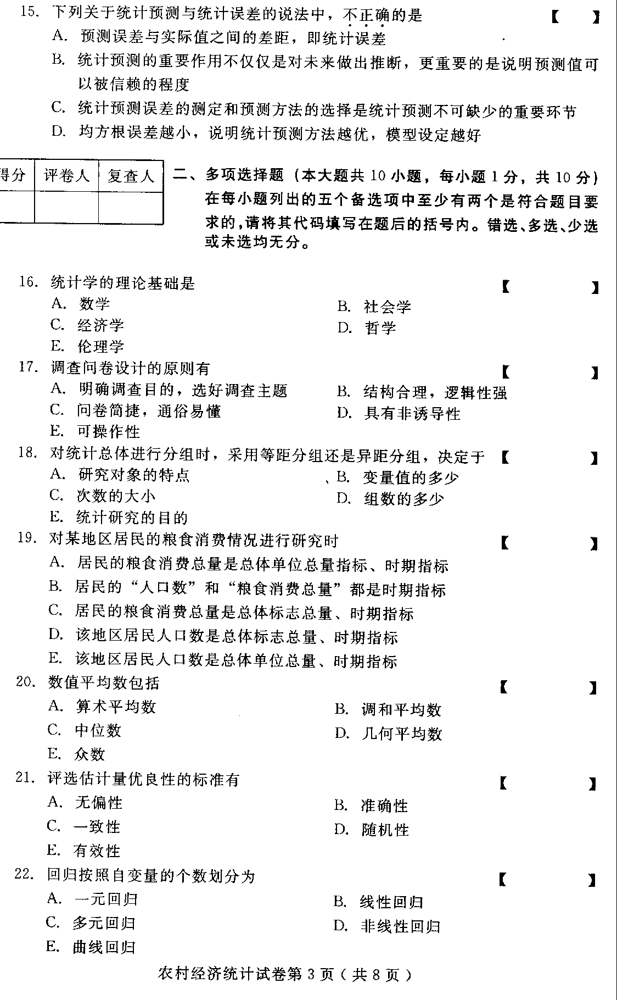 15. 下列关于统计预测与统计误差的说法中，不正确的是 【 】
A. 预测误差与实际值之间的差距，即统计误差
B. 统计预测的重要作用不仅仅是对未来做出推断，更重要的是说明预测值可
以被信赖的程度
C. 统计预测误差的测定和预测方法的选择是统计预测不可缺少的重要环节
D. 均方根误差越小，说明统计预测方法越优，模型设定越好
得分 评卷人 复查人
二、多项选择题（本大题共 10 小题，每小题 1 分，共 10 分）
在每小题列出的五个备选项中至少有两个是符合题目要
求的，请将其代码填写在题后的括号内。错选、多选、少选
或未选均无分。
16. 统计学的理论基础是 【 】
A. 数学 B. 社会学
C. 经济学 D. 哲学
E. 伦理学
17. 调查问卷设计的原则有 【 】
A. 明确调查目的，选好调查主题 B. 结构合理，逻辑性强
C. 问卷简捷，通俗易懂 D. 具有非诱导性
E. 可操作性
18. 对统计总体进行分组时，采用等距分组还是异距分组，决定于 【 】
A. 研究对象的特点 、B. 变量值的多少
C. 次数的大小 D. 组数的多少
E. 统计研究的目的
19. 对某地区居民的粮食消费情况进行研究时 【 】
A. 居民的粮食消费总量是总体单位总量指标、时期指标
B. 居民的“人口数”和“粮食消费总量”都是时期指标
C. 居民的粮食消费总量是总体标志总量、时期指标
D. 该地区居民人口数是总体标志总量、时期指标
E. 该地区居民人口数是总体单位总量、时期指标
20. 数值平均数包括 【 】
A. 算术平均数 B. 调和平均数
C. 中位数 D. 几何平均数
E. 众数
21. 评选估计量优良性的标准有 【 】
A. 无偏性 B. 准确性
C. 一致性 D. 随机性
E. 有效性
22. 回归按照自变量的个数划分为 【 】
A. 一元回归 B. 线性回归
C. 多元回归 D. 非线性回归
E. 曲线回归
农村经济统计试卷第 3 页（共 8 页）